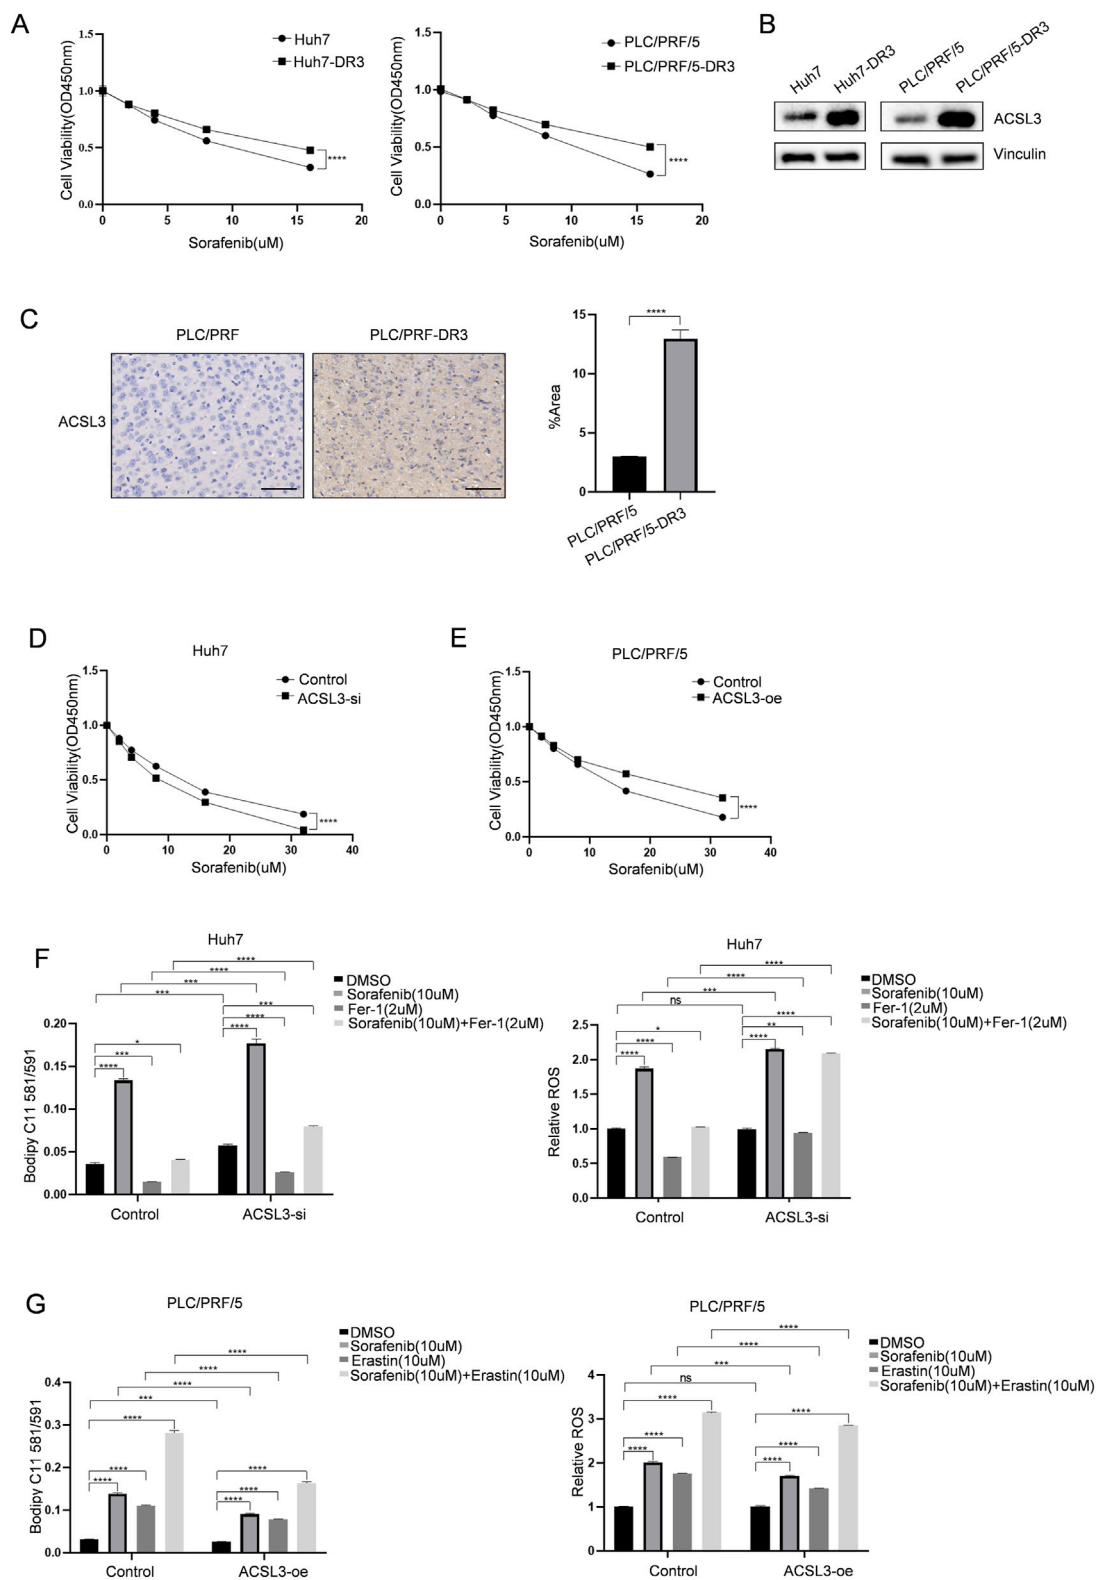 A
Cell Viability(OD450nm)
1.5
1.0
0.5
0.0
0 5 10 15 20
Sorafenib(uM)
Huh7
Huh7-DR3
****
Cell Viability(OD450nm)
1.5
1.0
0.5
0.0
0 5 10 15 20
Sorafenib(uM)
PLC/PRF/5
PLC/PRF/5-DR3
****
B
Huh7
Huh7-DR3
PLC/PRF/5
PLC/PRF/5-DR3
ACSL3
Vinculin
C
PLC/PRF
PLC/PRF-DR3
ACSL3
%Area
15
10
5
0
****
PLC/PRF/5
PLC/PRF/5-DR3
D
Huh7
Cell Viability(OD450nm)
1.5
1.0
0.5
0.0
0 10 20 30 40
Sorafenib(uM)
Control
ACSL3-si
****
E
PLC/PRF/5
Cell Viability(OD450nm)
1.5
1.0
0.5
0.0
0 10 20 30 40
Sorafenib(uM)
Control
ACSL3-oe
****
F
Huh7
****
****
***
***
***
****
****
*
***
****
DMSO
Sorafenib(10uM)
Fer-1(2uM)
Sorafenib(10uM)+Fer-1(2uM)
Bodipy C11 581/591
0.20
0.15
0.10
0.05
0.00
Control
ACSL3-si
Huh7
****
****
***
ns
****
**
****
*
****
****
DMSO
Sorafenib(10uM)
Fer-1(2uM)
Sorafenib(10uM)+Fer-1(2uM)
Relative ROS
2.5
2.0
1.5
1.0
0.5
0.0
Control
ACSL3-si
G
PLC/PRF/5
****
****
****
***
****
****
****
****
****
****
DMSO
Sorafenib(10uM)
Erastin(10uM)
Sorafenib(10uM)+Erastin(10uM)
Bodipy C11 581/591
0.4
0.3
0.2
0.1
0.0
Control
ACSL3-oe
PLC/PRF/5
****
****
***
ns
****
****
****
****
****
****
DMSO
Sorafenib(10uM)
Erastin(10uM)
Sorafenib(10uM)+Erastin(10uM)
Relative ROS
4
3
2
1
0
Control
ACSL3-oe